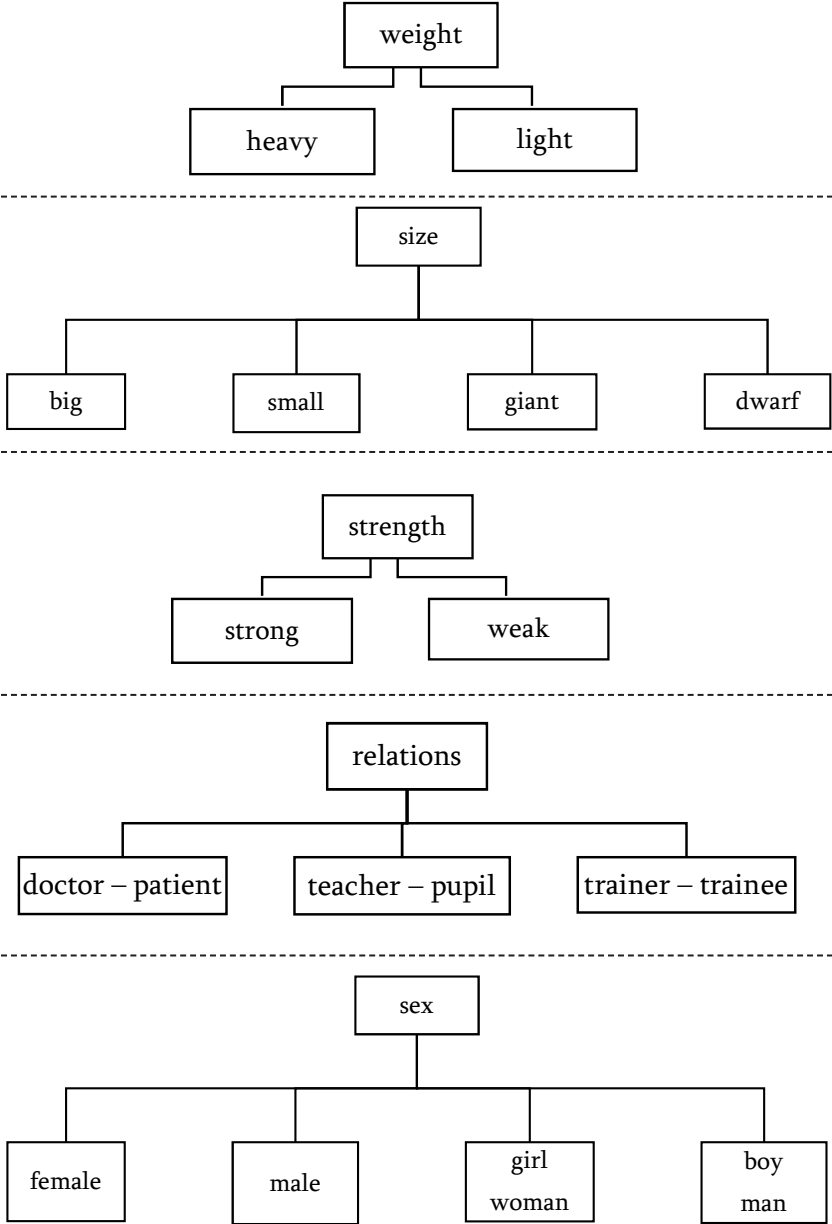 weight
heavy
light
size
big
small
giant
dwarf
strength
strong
weak
relations
doctor – patient
teacher – pupil
trainer – trainee
sex
female
male
girl
woman
boy
man